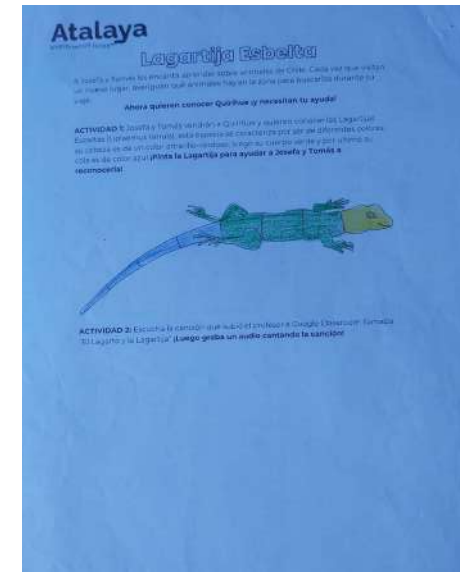 Atalaya
Lagartija Esbelta
A Josefa y Tomás les encanta aprender sobre animales de Chile. Cada vez que visitan
un nuevo lugar, averiguan que animales hay en la zona para buscarlos durante su
viaje.
Ahora quieren conocer Quirihue ¡y necesitan tu ayuda!
ACTIVIDAD 1: Josefa y Tomás vendrán a Quirihue y quieren conocer las Lagartijas
Esbeltas (Liolaemus tenuis), esta especie se caracteriza por ser de diferentes colores,
su cabeza es de un color amarillo-verdoso, luego su cuerpo verde y por último su
cola es de color azul ¡Pinta la Lagartija para ayudar a Josefa y Tomás a
reconocerla!
ACTIVIDAD 2: Escucha la canción que subió el profesor a Google Classroom llamada
"El Lagarto y la Lagartija" ¡Luego graba un audio cantando la canción!